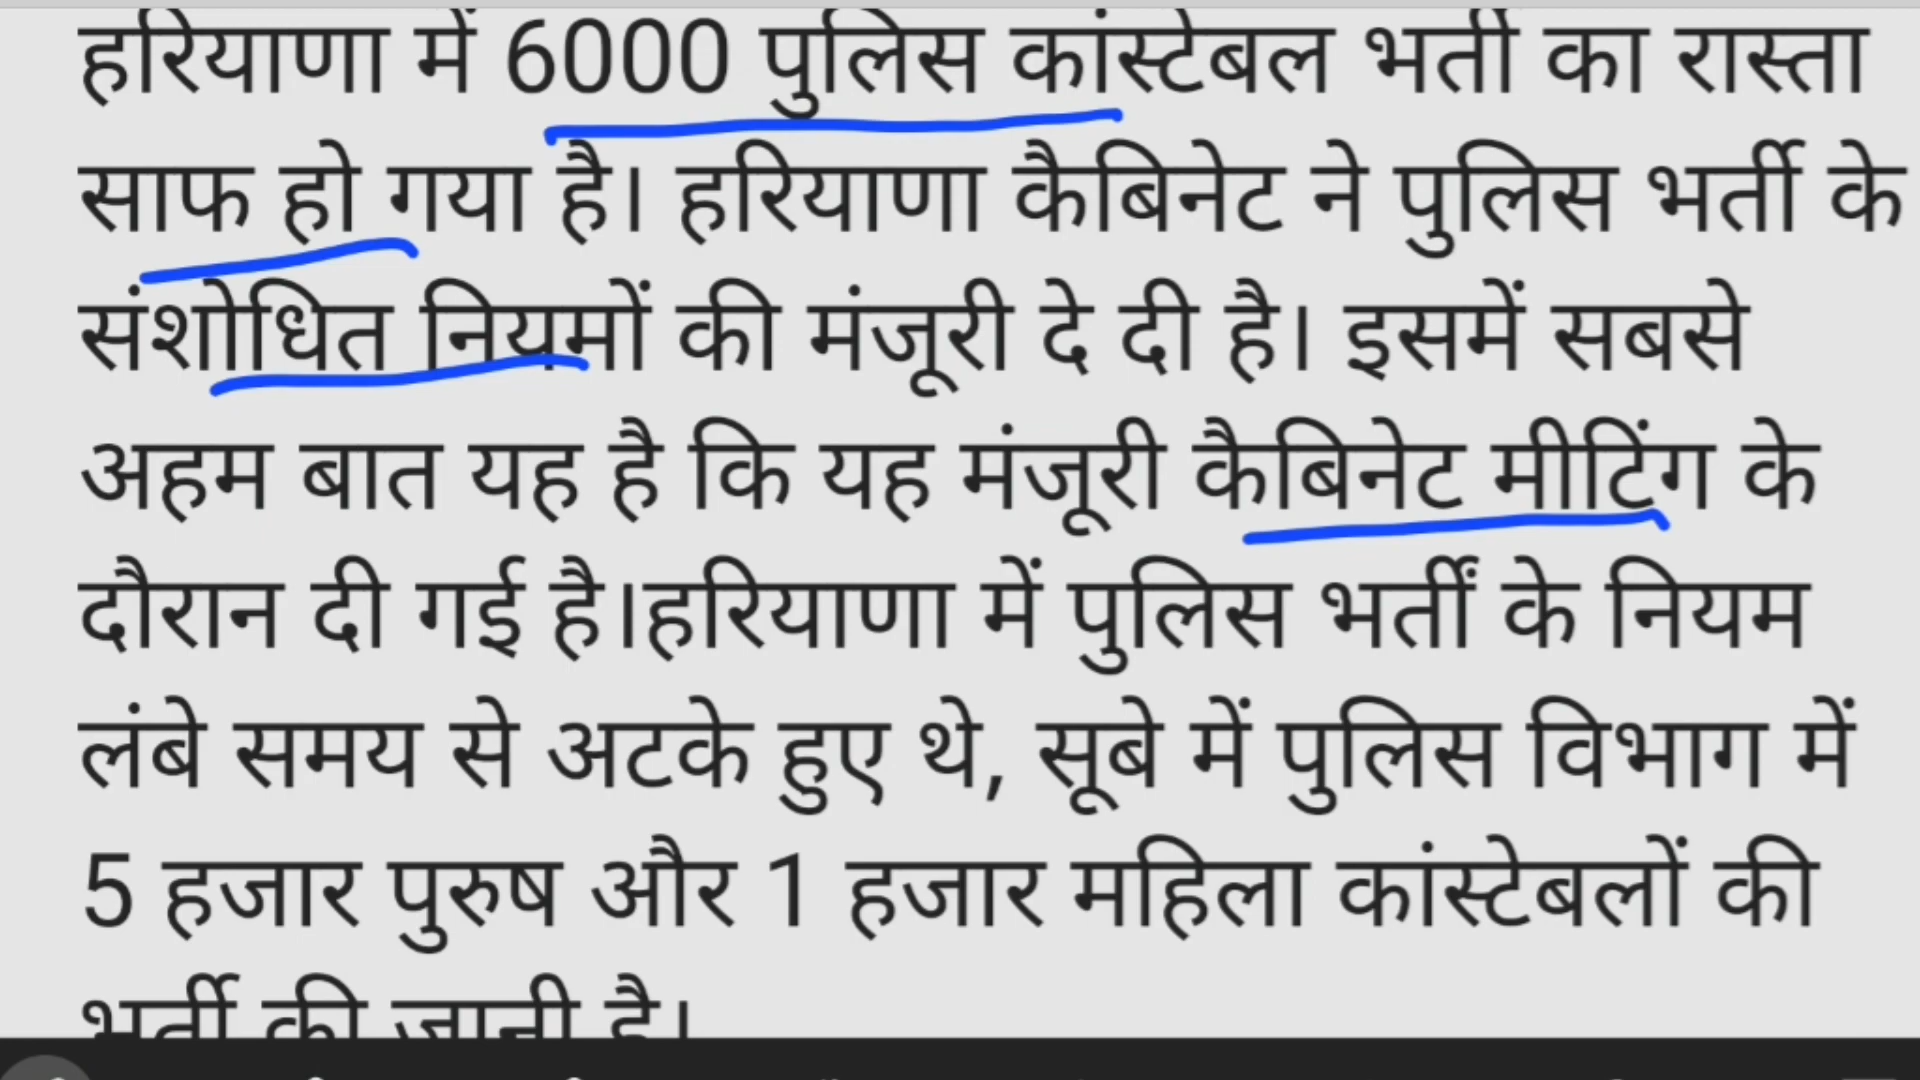 हरियाणा में 6000 पुलिस कांस्टेबल भर्ती का रास्ता
साफ हो गया है। हरियाणा कैबिनेट ने पुलिस भर्ती के
संशोधित नियमों की मंजूरी दे दी है। इसमें सबसे
अहम बात यह है कि यह मंजूरी कैबिनेट मीटिंग के
दौरान दी गई है।हरियाणा में पुलिस भर्ती के नियम
लंबे समय से अटके हुए थे, सूबे में पुलिस विभाग में
5 हजार पुरुष और 1 हजार महिला कांस्टेबलों की
भर्ती की जानी है।